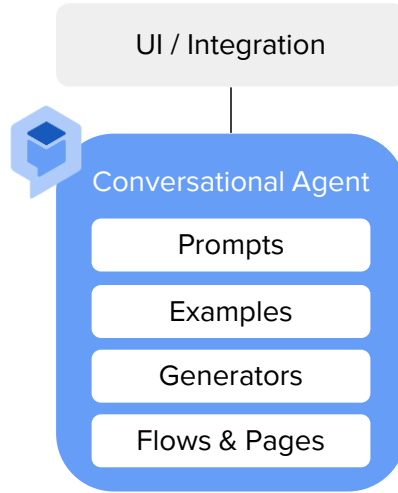 UI / Integration
Conversational Agent
Prompts
Examples
Generators
Flows & Pages